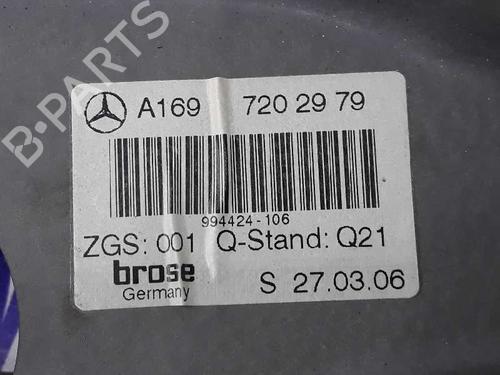 B-PARTS
A169 720 29 79
994424-106
ZGS: 001 Q-Stand: Q21
brose
Germany
S 27.03.06